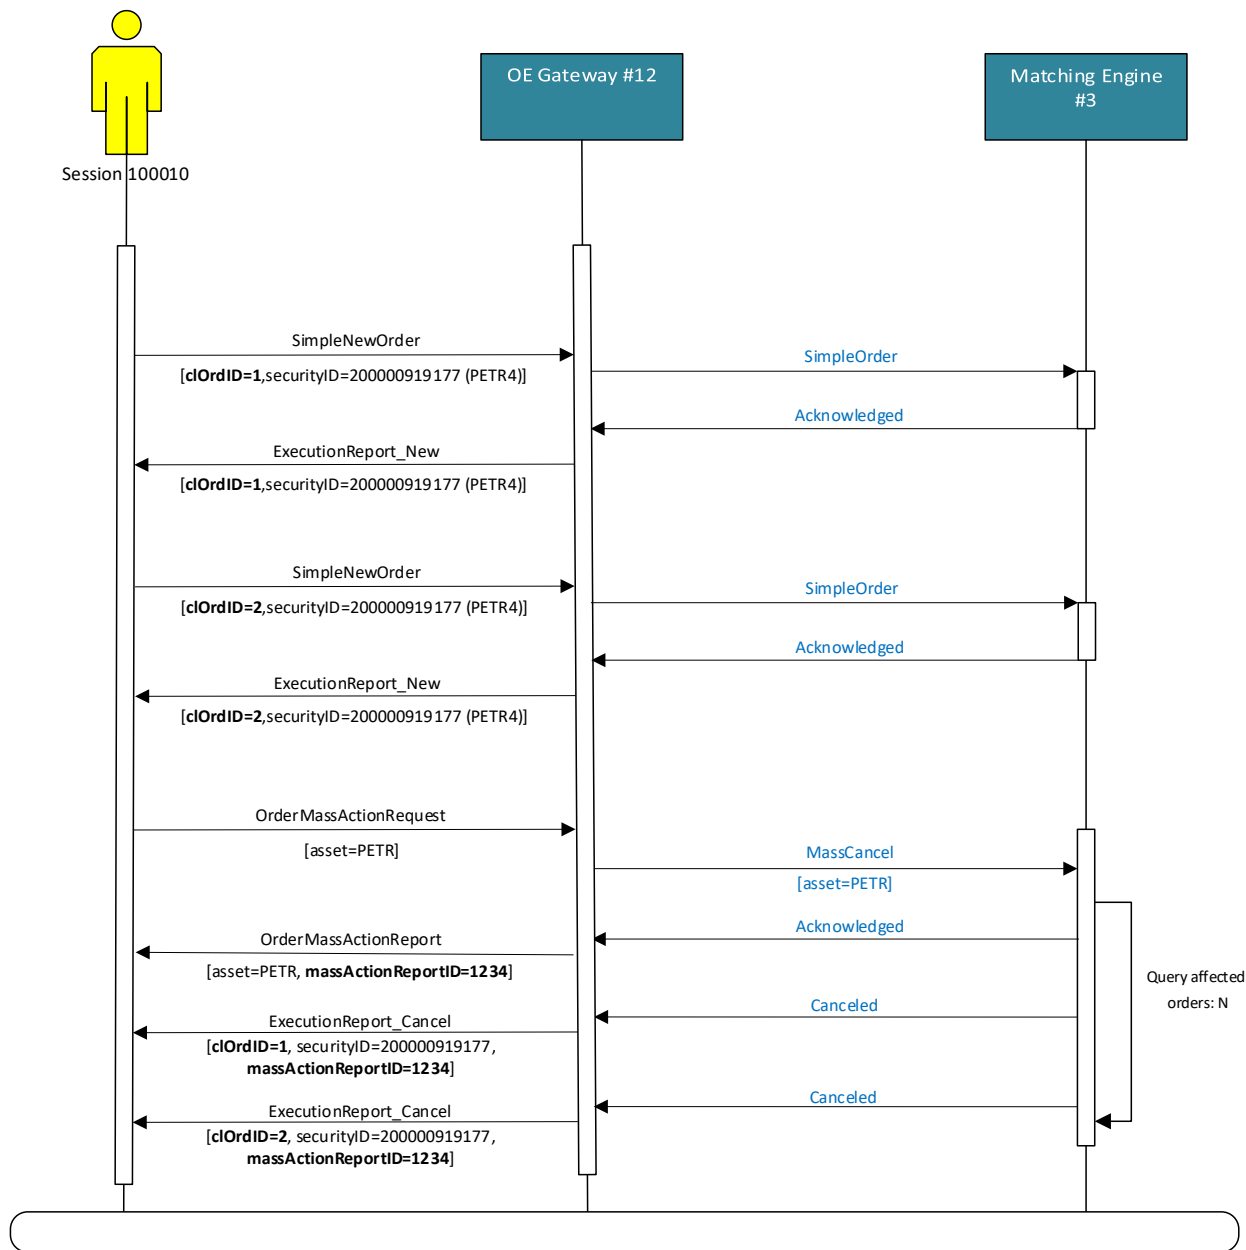 OE Gateway #12
Matching Engine
#3
Session 100010
SimpleNewOrder
SimpleOrder
[clOrdID=1,securityID=200000919177 (PETR4)]
Acknowledged
ExecutionReport_New
[clOrdID=1,securityID=200000919177 (PETR4)]
SimpleNewOrder
SimpleOrder
[clOrdID=2,securityID=200000919177 (PETR4)]
Acknowledged
ExecutionReport_New
[clOrdID=2,securityID=200000919177 (PETR4)]
OrderMassActionRequest
[asset=PETR]
MassCancel
[asset=PETR]
Acknowledged
OrderMassActionReport
[asset=PETR, massActionReportID=1234]
Query affected
orders: N
Canceled
ExecutionReport_Cancel
[clOrdID=1, securityID=200000919177,
massActionReportID=1234]
Canceled
ExecutionReport_Cancel
[clOrdID=2, securityID=200000919177,
massActionReportID=1234]